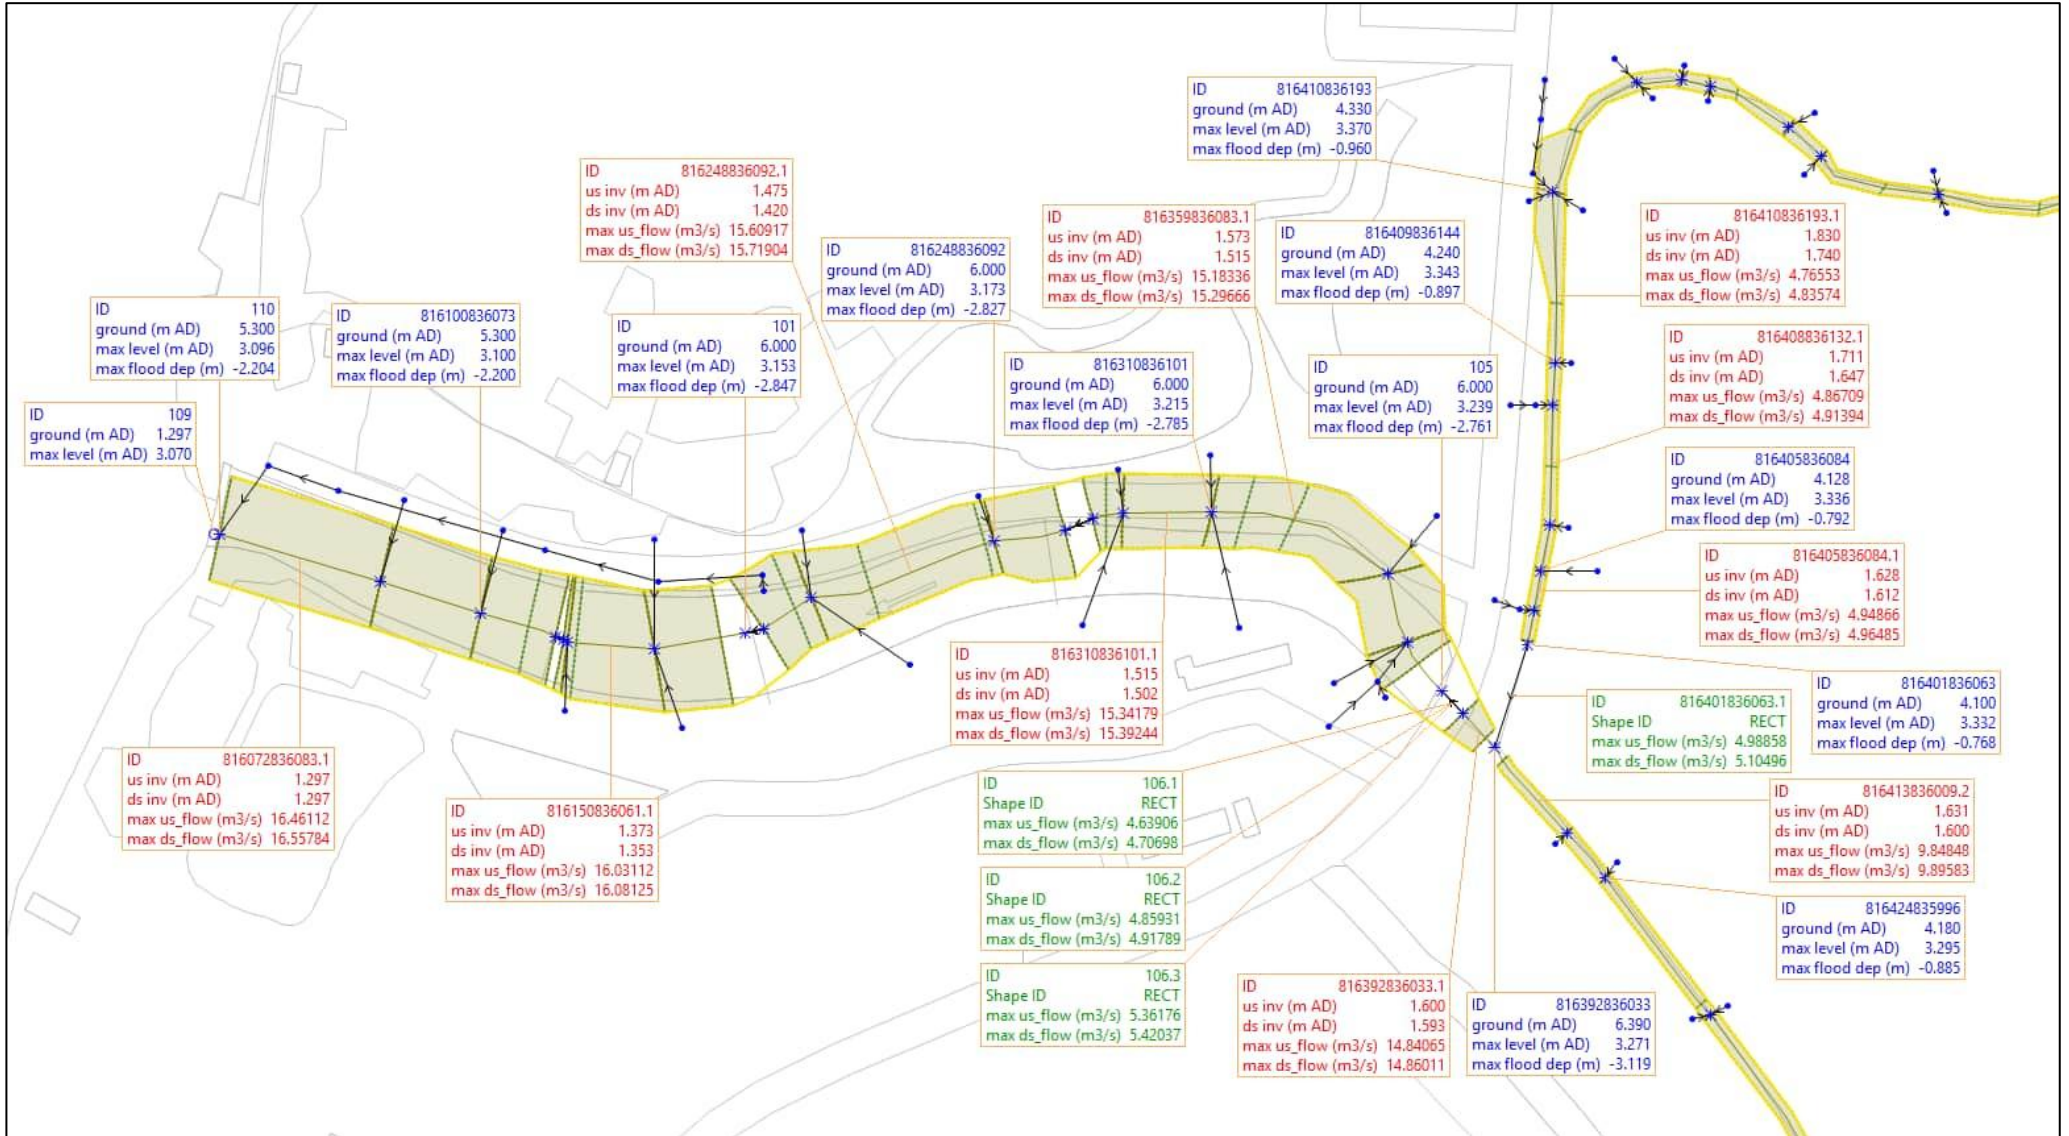 ID 816410836193
ground (m AD) 4.330
max level (m AD) 3.370
max flood dep (m) -0.960
ID 816248836092.1
us inv (m AD) 1.475
ds inv (m AD) 1.420
max us_flow (m3/s) 15.60917
max ds_flow (m3/s) 15.71904
ID 816248836092
ground (m AD) 6.000
max level (m AD) 3.173
max flood dep (m) -2.827
ID 816359836083.1
us inv (m AD) 1.573
ds inv (m AD) 1.515
max us_flow (m3/s) 15.18336
max ds_flow (m3/s) 15.29666
ID 816409836144
ground (m AD) 4.240
max level (m AD) 3.343
max flood dep (m) -0.897
ID 816410836193.1
us inv (m AD) 1.830
ds inv (m AD) 1.740
max us_flow (m3/s) 4.76553
max ds_flow (m3/s) 4.83574
ID 110
ground (m AD) 5.300
max level (m AD) 3.096
max flood dep (m) -2.204
ID 816100836073
ground (m AD) 5.300
max level (m AD) 3.100
max flood dep (m) -2.200
ID 101
ground (m AD) 6.000
max level (m AD) 3.153
max flood dep (m) -2.847
ID 816310836101
ground (m AD) 6.000
max level (m AD) 3.215
max flood dep (m) -2.785
ID 105
ground (m AD) 6.000
max level (m AD) 3.239
max flood dep (m) -2.761
ID 816408836132.1
us inv (m AD) 1.711
ds inv (m AD) 1.647
max us_flow (m3/s) 4.86709
max ds_flow (m3/s) 4.91394
ID 109
ground (m AD) 1.297
max level (m AD) 3.070
ID 816405836084
ground (m AD) 4.128
max level (m AD) 3.336
max flood dep (m) -0.792
ID 816405836084.1
us inv (m AD) 1.628
ds inv (m AD) 1.612
max us_flow (m3/s) 4.94866
max ds_flow (m3/s) 4.96485
ID 816310836101.1
us inv (m AD) 1.515
ds inv (m AD) 1.502
max us_flow (m3/s) 15.34179
max ds_flow (m3/s) 15.39244
ID 816401836063.1
Shape ID RECT
max us_flow (m3/s) 4.98858
max ds_flow (m3/s) 5.10496
ID 816401836063
ground (m AD) 4.100
max level (m AD) 3.332
max flood dep (m) -0.768
ID 816072836083.1
us inv (m AD) 1.297
ds inv (m AD) 1.297
max us_flow (m3/s) 16.46112
max ds_flow (m3/s) 16.55784
ID 816150836061.1
us inv (m AD) 1.373
ds inv (m AD) 1.353
max us_flow (m3/s) 16.03112
max ds_flow (m3/s) 16.08125
ID 106.1
Shape ID RECT
max us_flow (m3/s) 4.63906
max ds_flow (m3/s) 4.70698
ID 816413836009.2
us inv (m AD) 1.631
ds inv (m AD) 1.600
max us_flow (m3/s) 9.84848
max ds_flow (m3/s) 9.89583
ID 106.2
Shape ID RECT
max us_flow (m3/s) 4.85931
max ds_flow (m3/s) 4.91789
ID 816424835996
ground (m AD) 4.180
max level (m AD) 3.295
max flood dep (m) -0.885
ID 106.3
Shape ID RECT
max us_flow (m3/s) 5.36176
max ds_flow (m3/s) 5.42037
ID 816392836033.1
us inv (m AD) 1.600
ds inv (m AD) 1.593
max us_flow (m3/s) 14.84065
max ds_flow (m3/s) 14.86011
ID 816392836033
ground (m AD) 6.390
max level (m AD) 3.271
max flood dep (m) -3.119